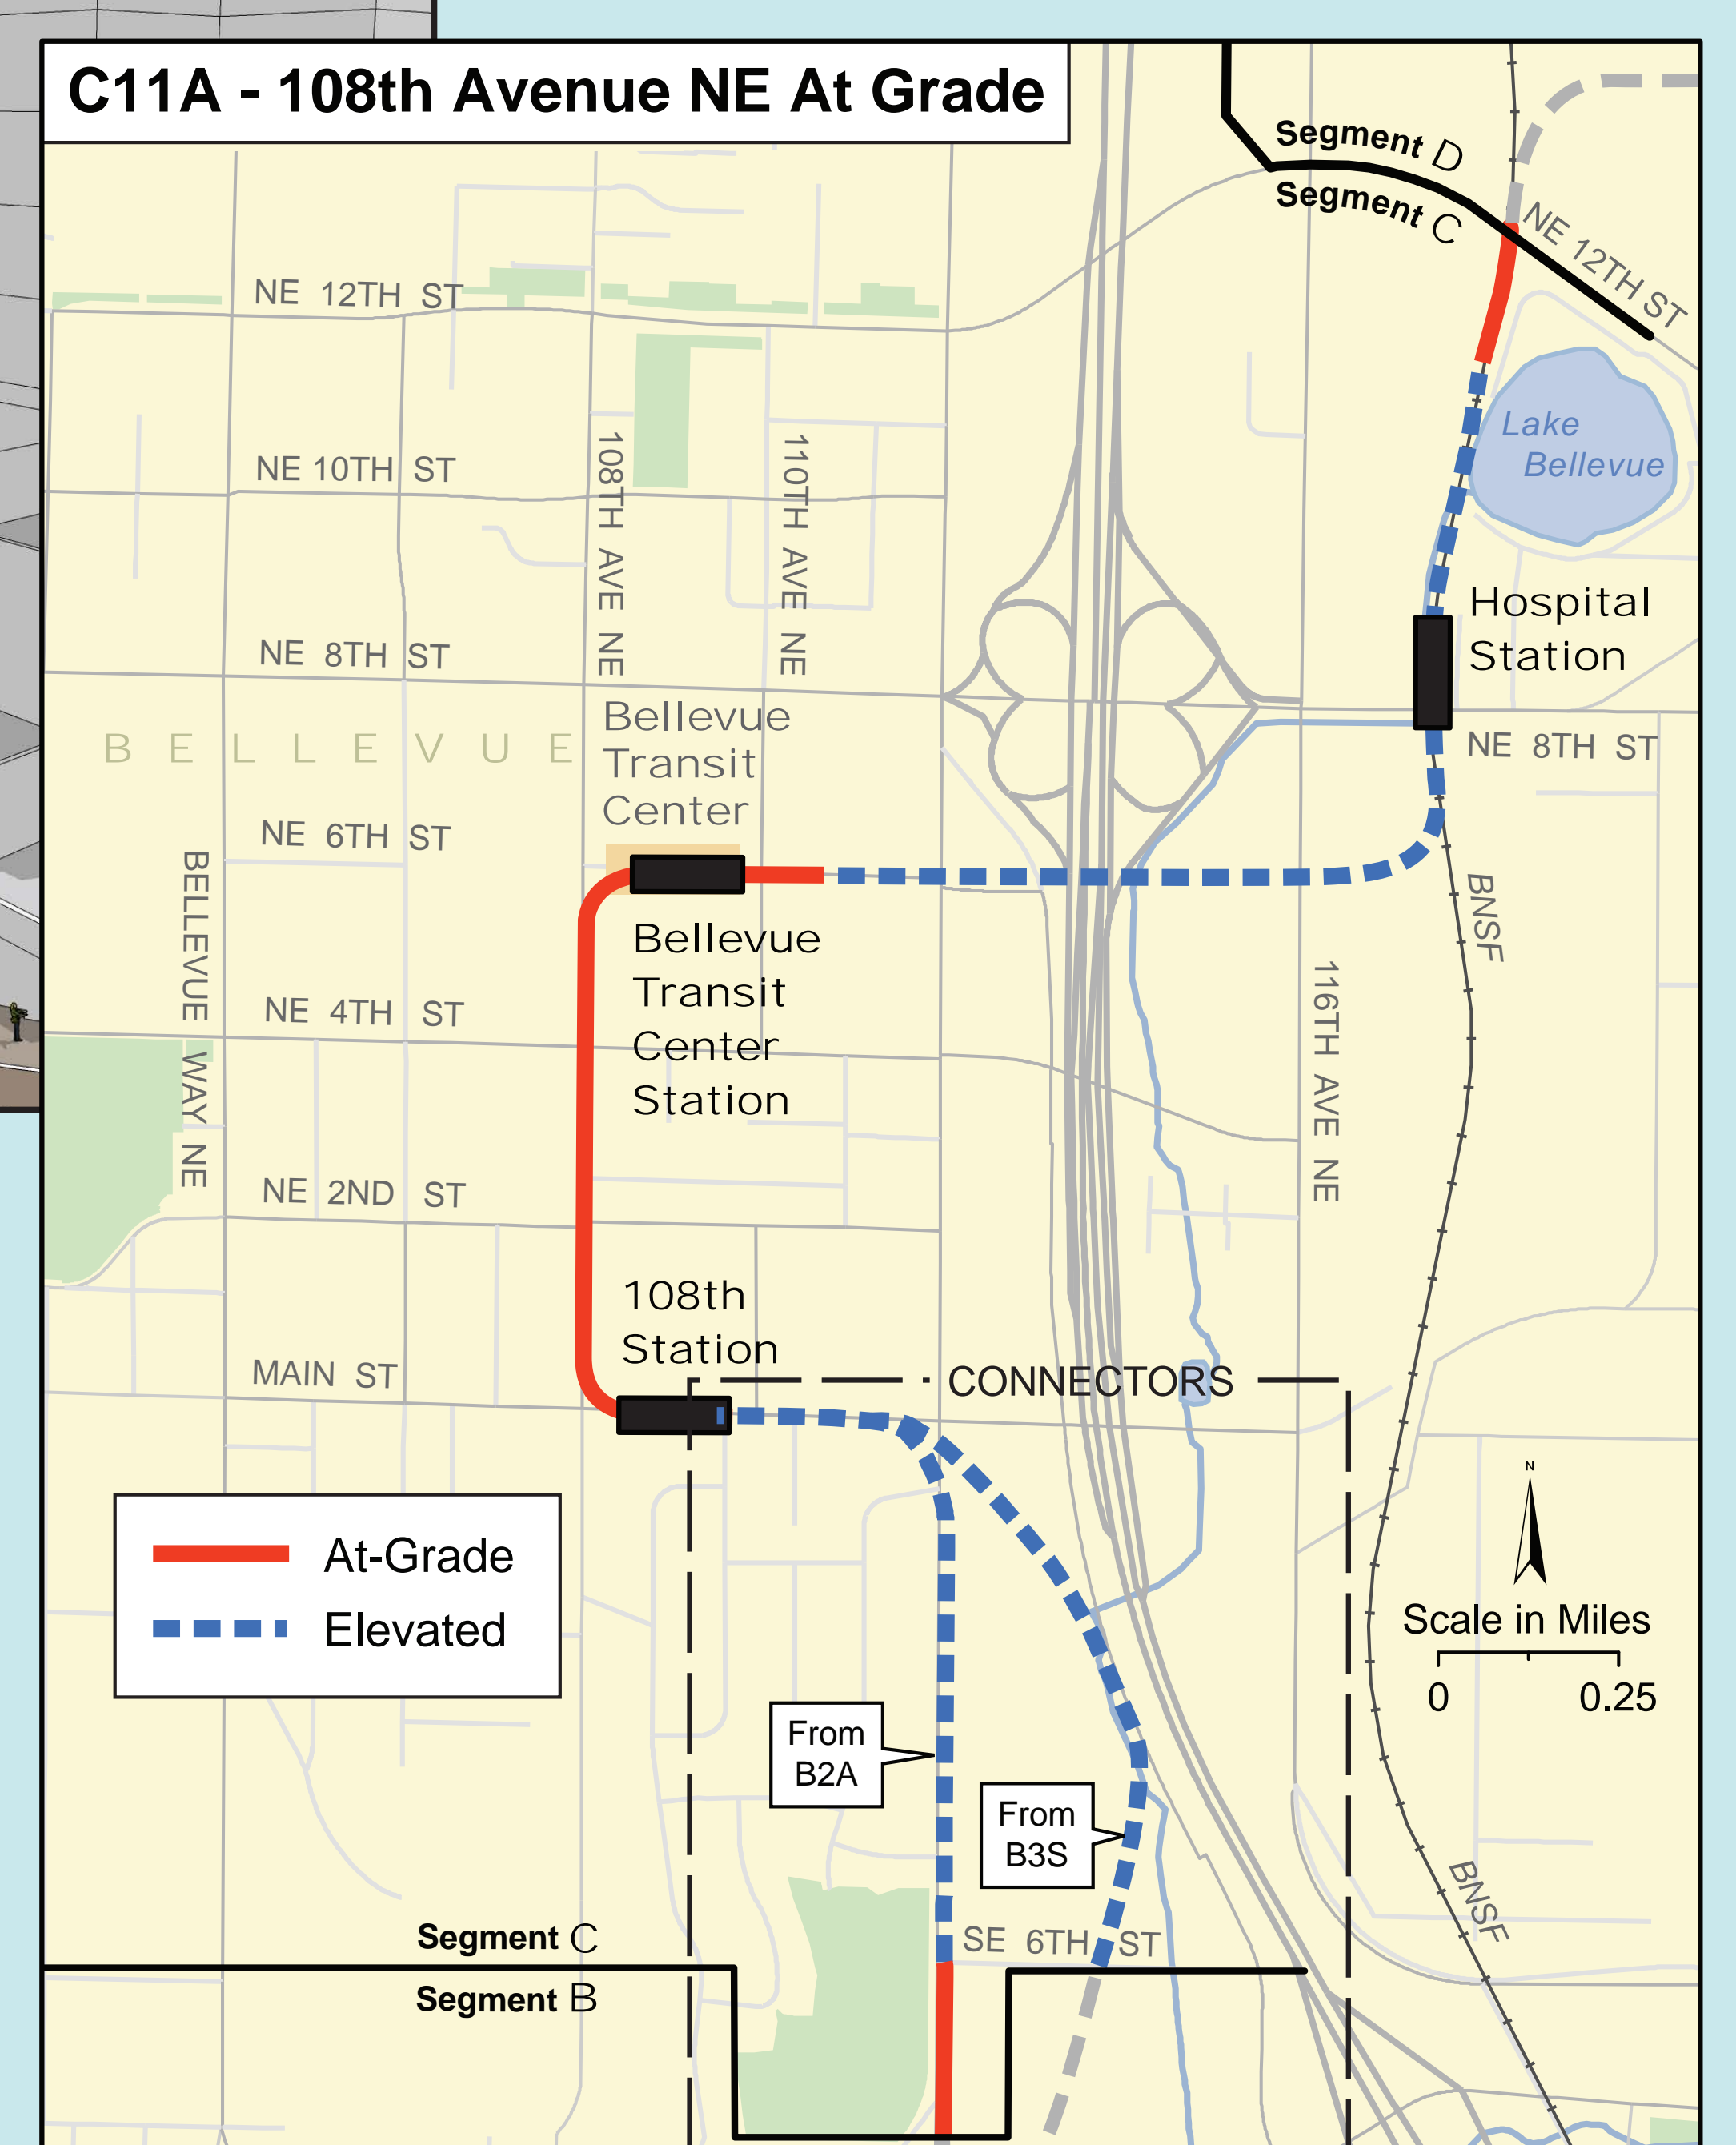 C11A - 108th Avenue NE At Grade
Segment D
Segment C
NE 12TH ST
NE 12TH ST
Lake
Bellevue
NE 10TH ST
108TH AVE NE
110TH AVE NE
Hospital
Station
NE 8TH ST
NE 8TH ST
Bellevue
Transit
Center
BELLEVUE
NE 6TH ST
BELLEVUE WAY NE
BNSF
Bellevue
Transit
Center
Station
116TH AVE NE
NE 4TH ST
NE 2ND ST
108th
Station
MAIN ST
CONNECTORS
N
At-Grade
Elevated
Scale in Miles
0 0.25
From
B2A
From
B3S
BNSF
SE 6TH ST
Segment C
Segment B